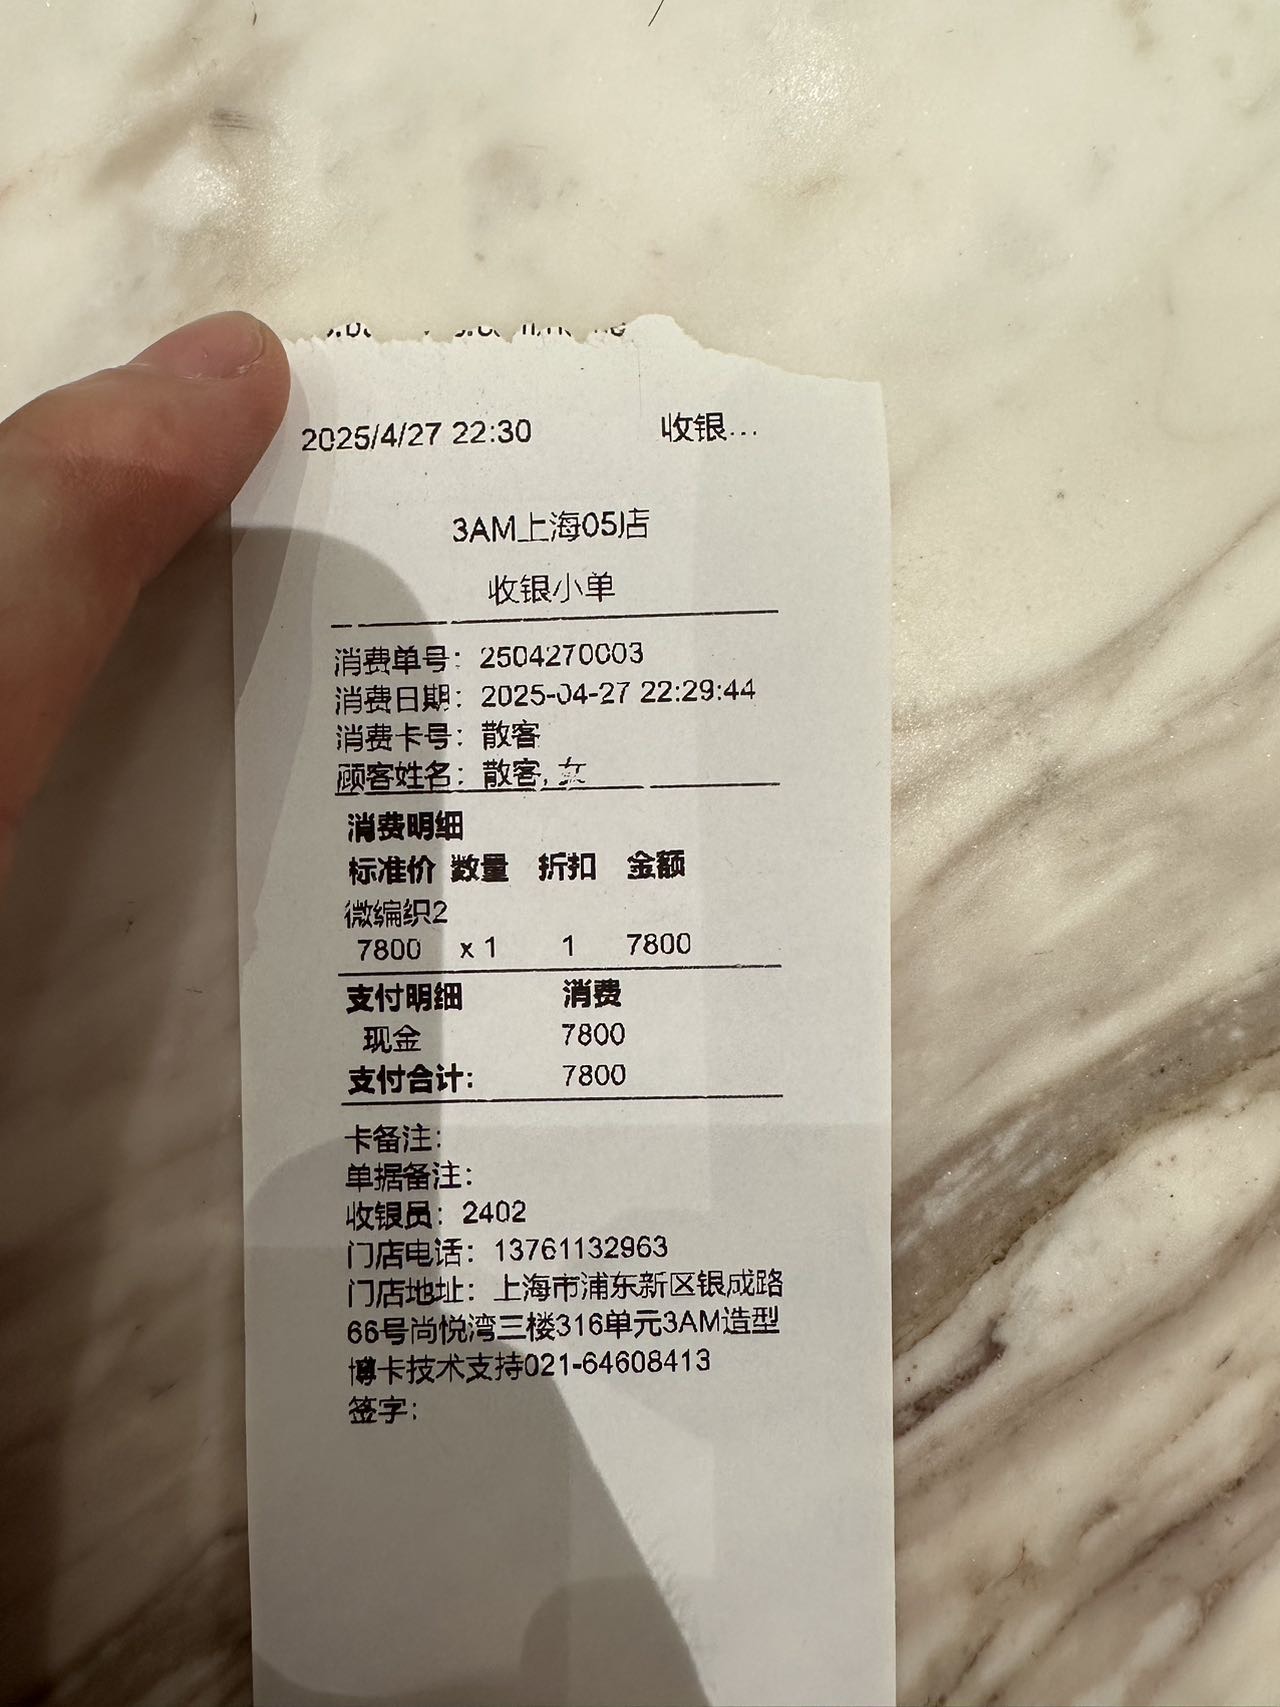 2025/4/27 22:30 收银...
3AM上海05店
收银小单
消费单号：2504270003
消费日期：2025-04-27 22:29:44
消费卡号：散客
顾客姓名：散客,女
消费明细
标准价 数量 折扣 金额
微编织2
7800 x 1 1 7800
支付明细 消费
现金 7800
支付合计： 7800
卡备注：
单据备注：
收银员：2402
门店电话：13761132963
门店地址：上海市浦东新区银成路
66号尚悦湾三楼316单元3AM造型
博卡技术支持021-64608413
签字：